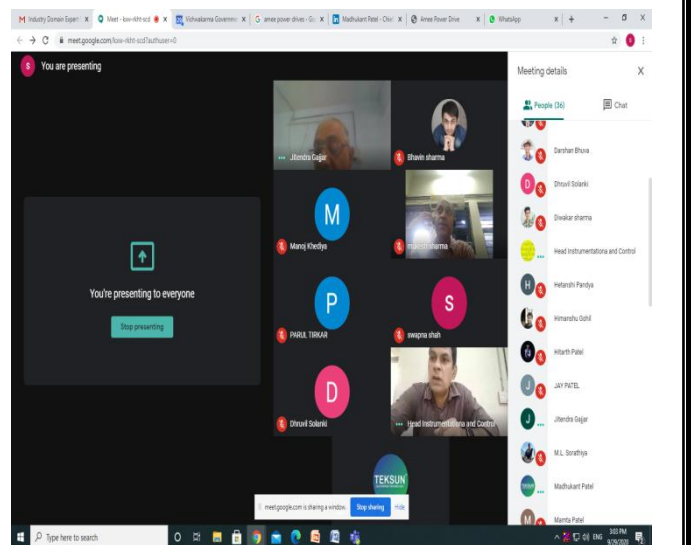 Industry Domain Expert
Meet - kow-rkht-scd
Vishwakarma Governme
amee power drives - Go
Madhukant Patel - Chie
Amee Power Drive
WhatsApp
meet.google.com/kow-rkht-scd?authuser=0
S
S You are presenting
You're presenting to everyone
Stop presenting
Jitendra Gajjar
Bhavin sharma
M
Manoj Khediya
mukesh sharma
P
PARUL TIRKAR
S
swapna shah
D
Dhruvil Solanki
Head Instrumentationa and Control
TEKSUN
meet.google.com is sharing a window.
Stop sharing
Hide
Meeting details X
People (36) Chat
Darshan Bhuva
D Dhruvil Solanki
Diwakar sharma
Head Instrumentationa and Control
H Hetanshi Pandya
Himanshu Gohil
Hitarth Patel
J JAY PATEL
J Jitendra Gajjar
M.L. Sorathiya
Madhukant Patel
M Mamta Patel
Type here to search
ENG
3:03 PM
9/29/2020